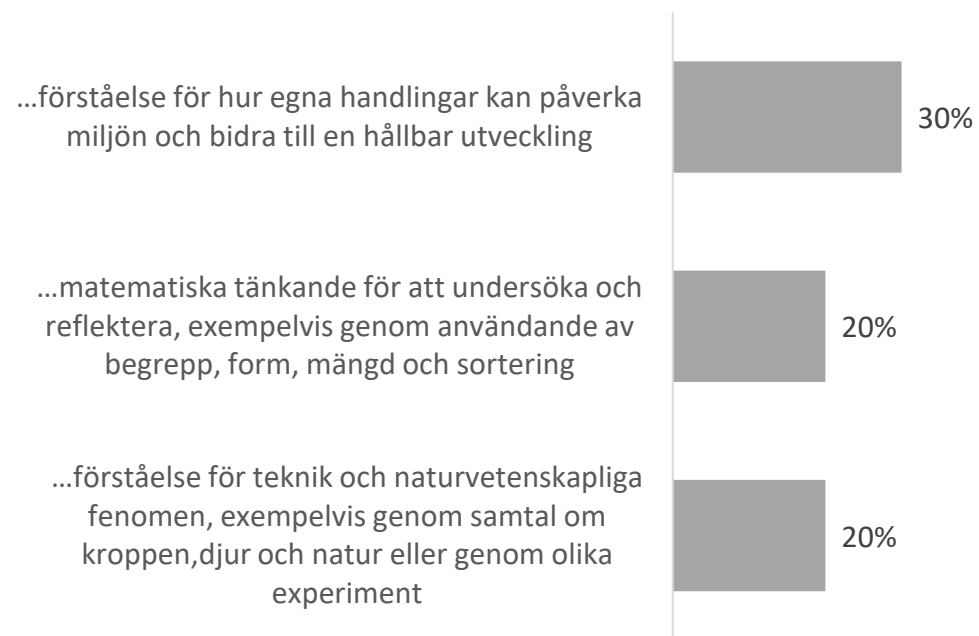 …förståelse för hur egna handlingar kan påverka
miljön och bidra till en hållbar utveckling
30%
…matematiska tänkande för att undersöka och
reflektera, exempelvis genom användande av
begrepp, form, mängd och sortering
20%
…förståelse för teknik och naturvetenskapliga
fenomen, exempelvis genom samtal om
kroppen,djur och natur eller genom olika
experiment
20%